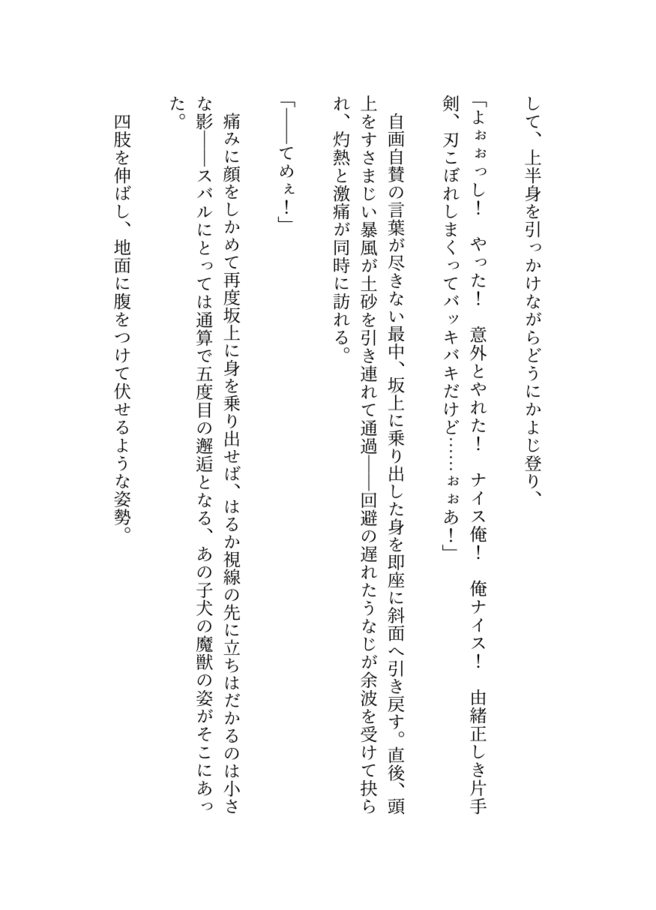 して、上半身を引っかけながらどうにかよじ登り、
「よぉぉっし！　やった！　意外とやれた！　ナイス俺！　俺ナイス！　由緒正しき片手
剣、刃こぼれしまくってバッキバキだけど……ぉぉあ！」
　自画自賛の言葉が尽きない最中、坂上に乗り出した身を即座に斜面へ引き戻す。直後、頭
上をすさまじい暴風が土砂を引き連れて通過――回避の遅れたうなじが余波を受けて抉ら
れ、灼熱と激痛が同時に訪れる。
「――てめぇ！」
　痛みに顔をしかめて再度坂上に身を乗り出せば、はるか視線の先に立ちはだかるのは小さ
な影――スバルにとっては通算で五度目の邂逅となる、あの子犬の魔獣の姿がそこにあっ
た。
　四肢を伸ばし、地面に腹をつけて伏せるような姿勢。